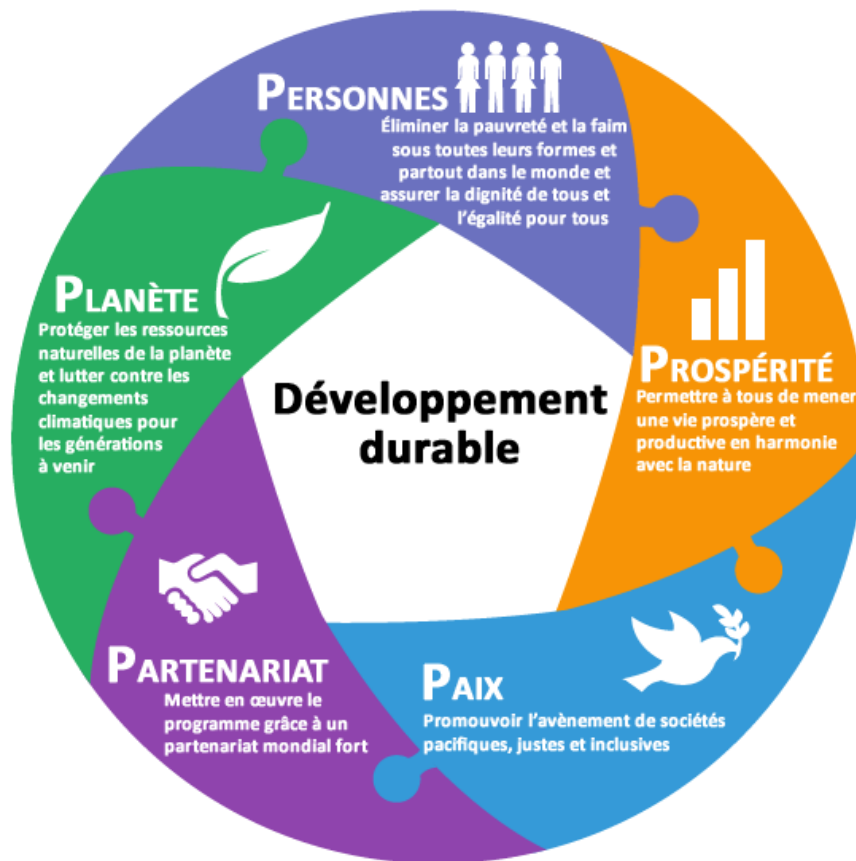 PERSONNES
Éliminer la pauvreté et la faim
sous toutes leurs formes et
partout dans le monde et
assurer la dignité de tous et
l'égalité pour tous
PROSPÉRITÉ
Permettre à tous de mener
une vie prospère et
productive en harmonie
avec la nature
PAIX
Promouvoir l'avènement de sociétés
pacifiques, justes et inclusives
PARTENARIAT
Mettre en œuvre le
programme grâce à un
partenariat mondial fort
PLANÈTE
Protéger les ressources
naturelles de la planète
et lutter contre les
changements
climatiques pour
les générations
à venir
Développement
durable